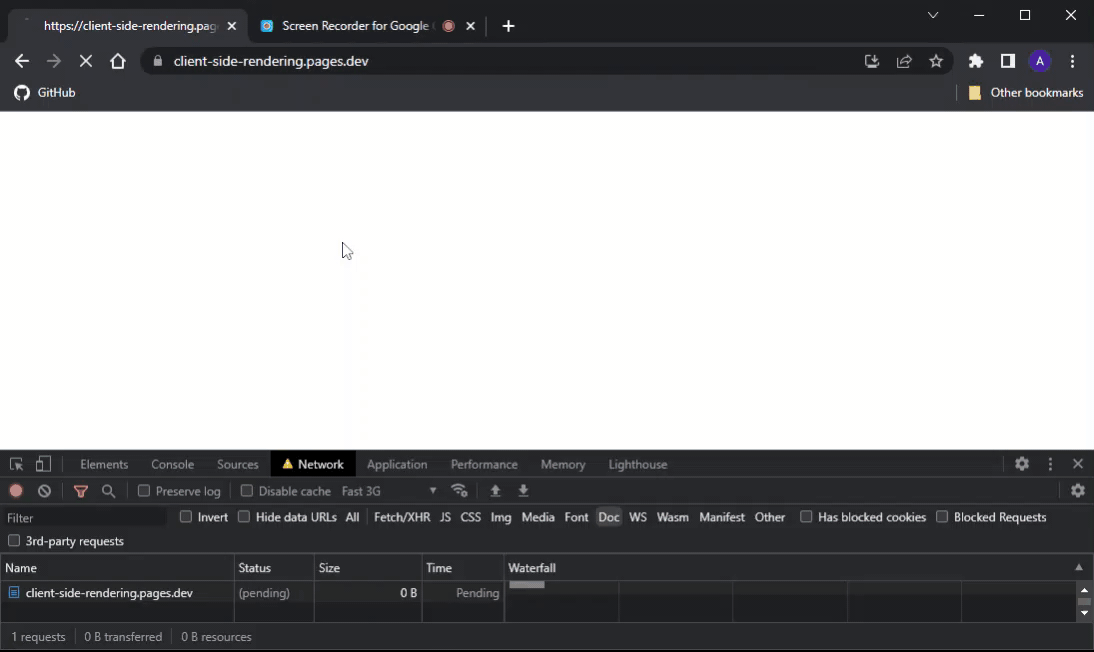 https://client-side-rendering.pag
Screen Recorder for Google
client-side-rendering.pages.dev
A
GitHub
Other bookmarks
Elements Console Sources Network Application Performance Memory Lighthouse
Preserve log Disable cache Fast 3G
Filter Invert Hide data URLs All Fetch/XHR JS CSS Img Media Font Doc WS Wasm Manifest Other Has blocked cookies Blocked Requests
3rd-party requests
Name Status Size Time Waterfall
client-side-rendering.pages.dev (pending) 0 B Pending
1 requests 0 B transferred 0 B resources